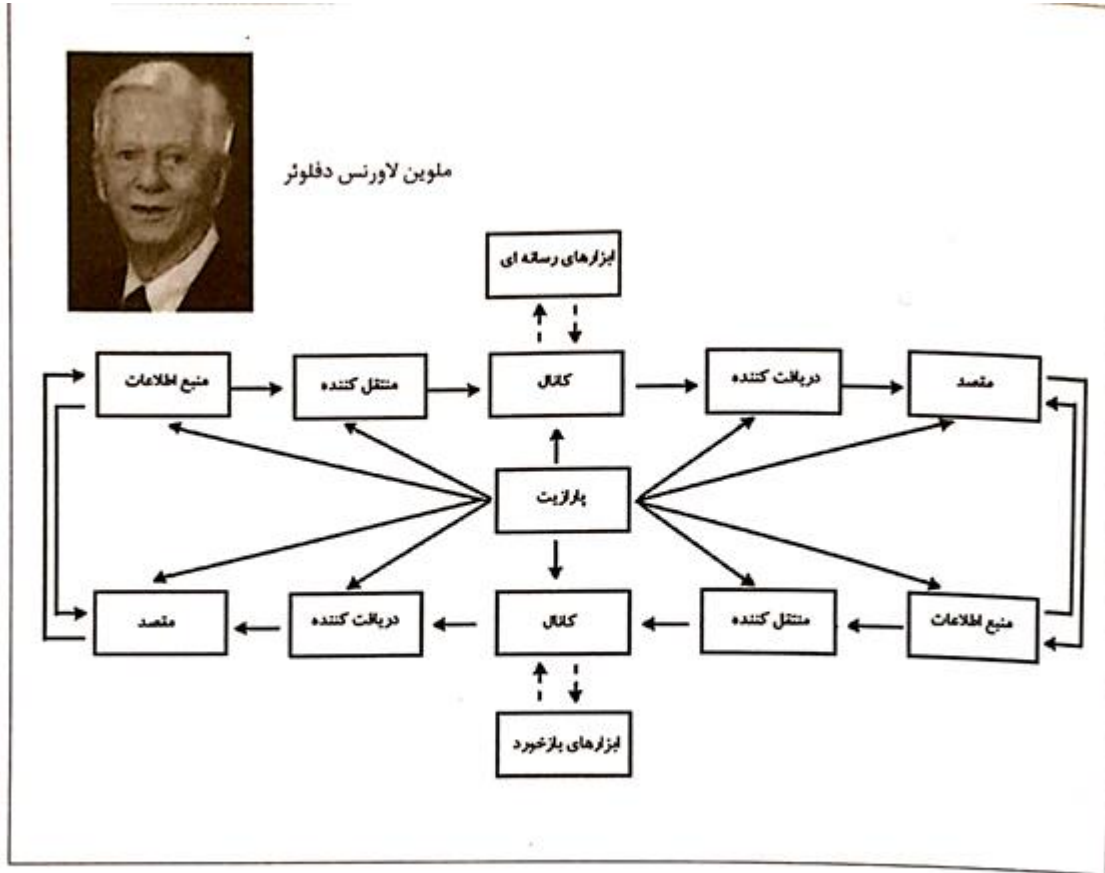 ملوین لاورنس دفلوئر
ابزارهای رسانه ای
منبع اطلاعات
منتقل کننده
کانال
دریافت کننده
مقصد
پارازیت
مقصد
دریافت کننده
کانال
منتقل کننده
منبع اطلاعات
ابزارهای بازخورد